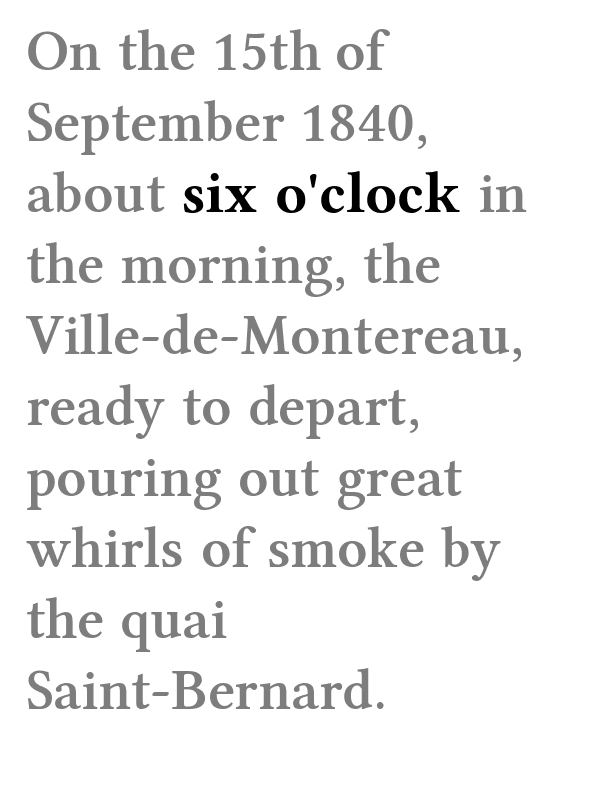 On the 15th of
September 1840,
about six o'clock in
the morning, the
Ville-de-Montereau,
ready to depart,
pouring out great
whirls of smoke by
the quai
Saint-Bernard.